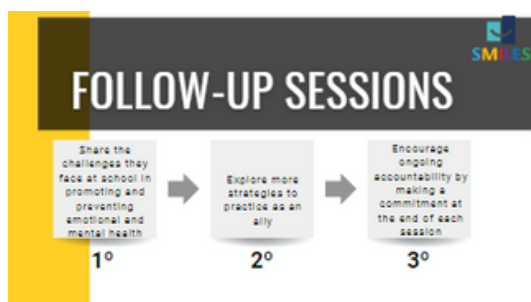 SMILES
FOLLOW-UP SESSIONS
Share the
challenges they
face at school in
promoting and
preventing
emotional and
mental health
Explore more
strategies to
practice as an
ally
Encourage
ongoing
accountability by
making a
commitment at
the end of each
session
1º
2º
3º